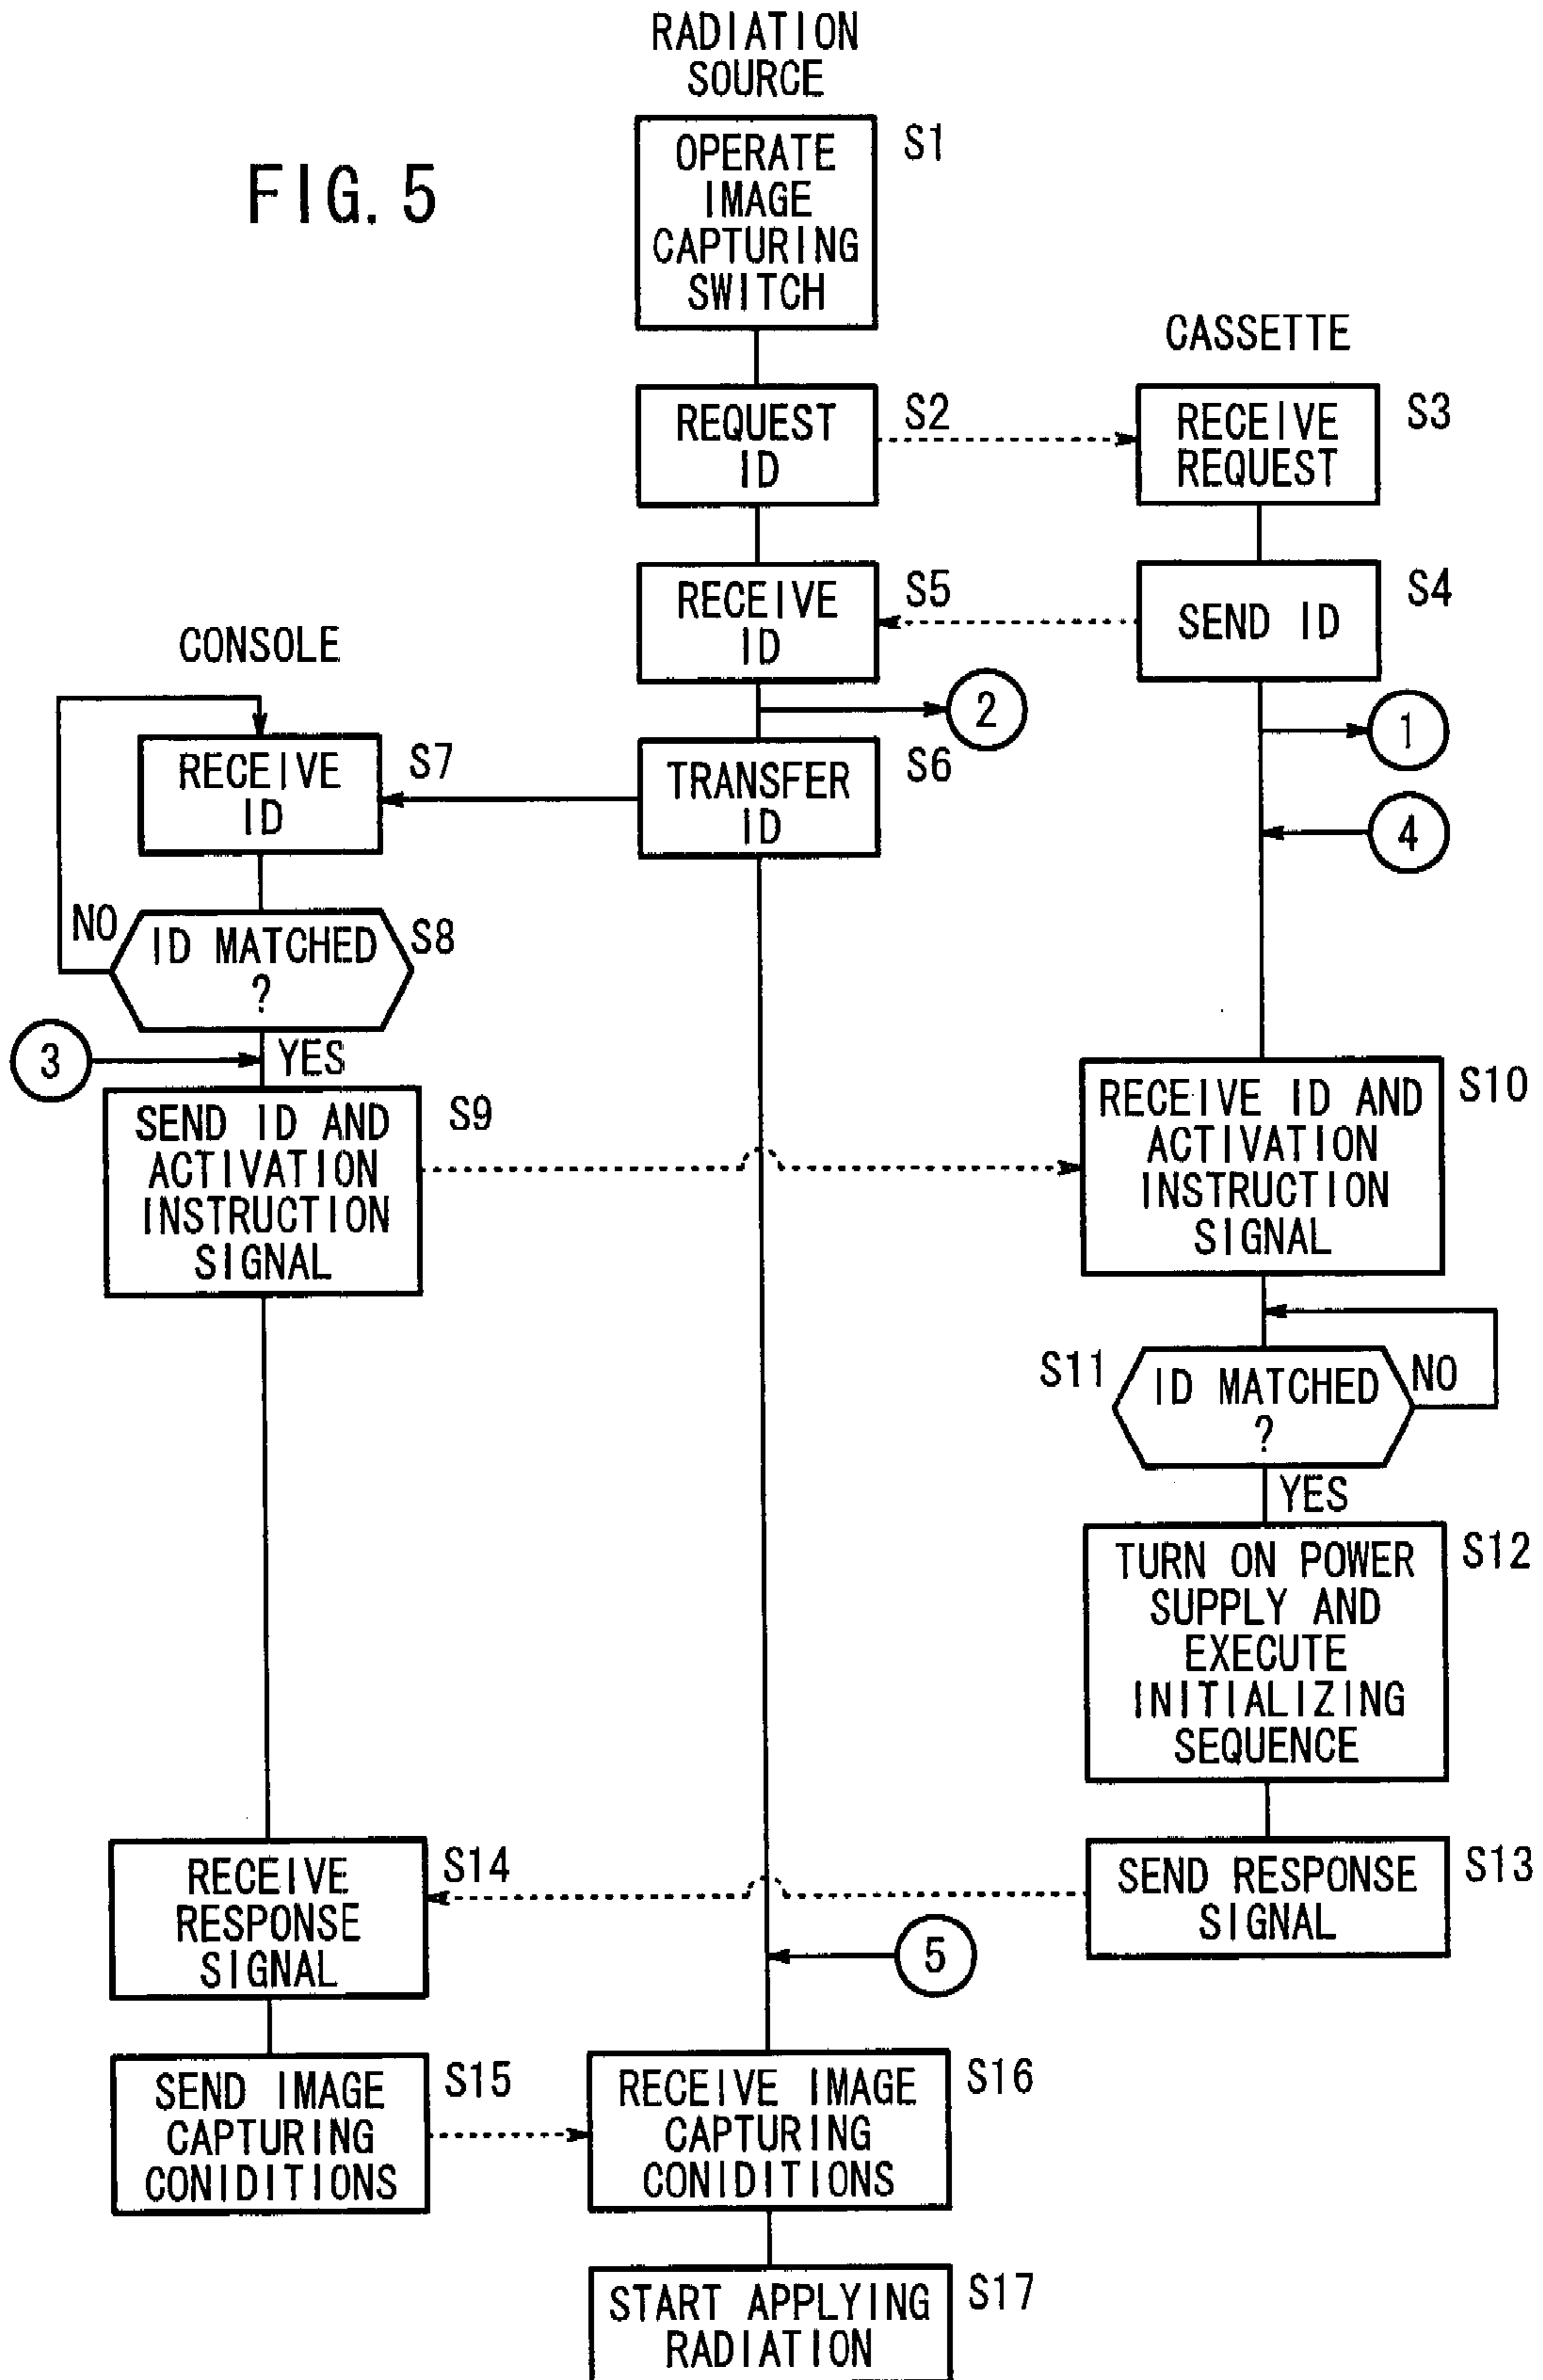 RADIATION
SOURCE
FIG. 5
OPERATE
IMAGE
CAPTURING
SWITCH
S1
CASSETTE
REQUEST
ID
S2
RECEIVE
REQUEST
S3
RECEIVE
ID
S5
SEND ID
S4
CONSOLE
2
1
RECEIVE
ID
S7
TRANSFER
ID
S6
4
NO
ID MATCHED
?
S8
3
YES
SEND ID AND
ACTIVATION
INSTRUCTION
SIGNAL
S9
RECEIVE ID AND
ACTIVATION
INSTRUCTION
SIGNAL
S10
S11
ID MATCHED
?
NO
YES
TURN ON POWER
SUPPLY AND
EXECUTE
INITIALIZING
SEQUENCE
S12
RECEIVE
RESPONSE
SIGNAL
S14
SEND RESPONSE
SIGNAL
S13
5
SEND IMAGE
CAPTURING
CONIDITIONS
S15
RECEIVE IMAGE
CAPTURING
CONIDITIONS
S16
START APPLYING
RADIATION
S17